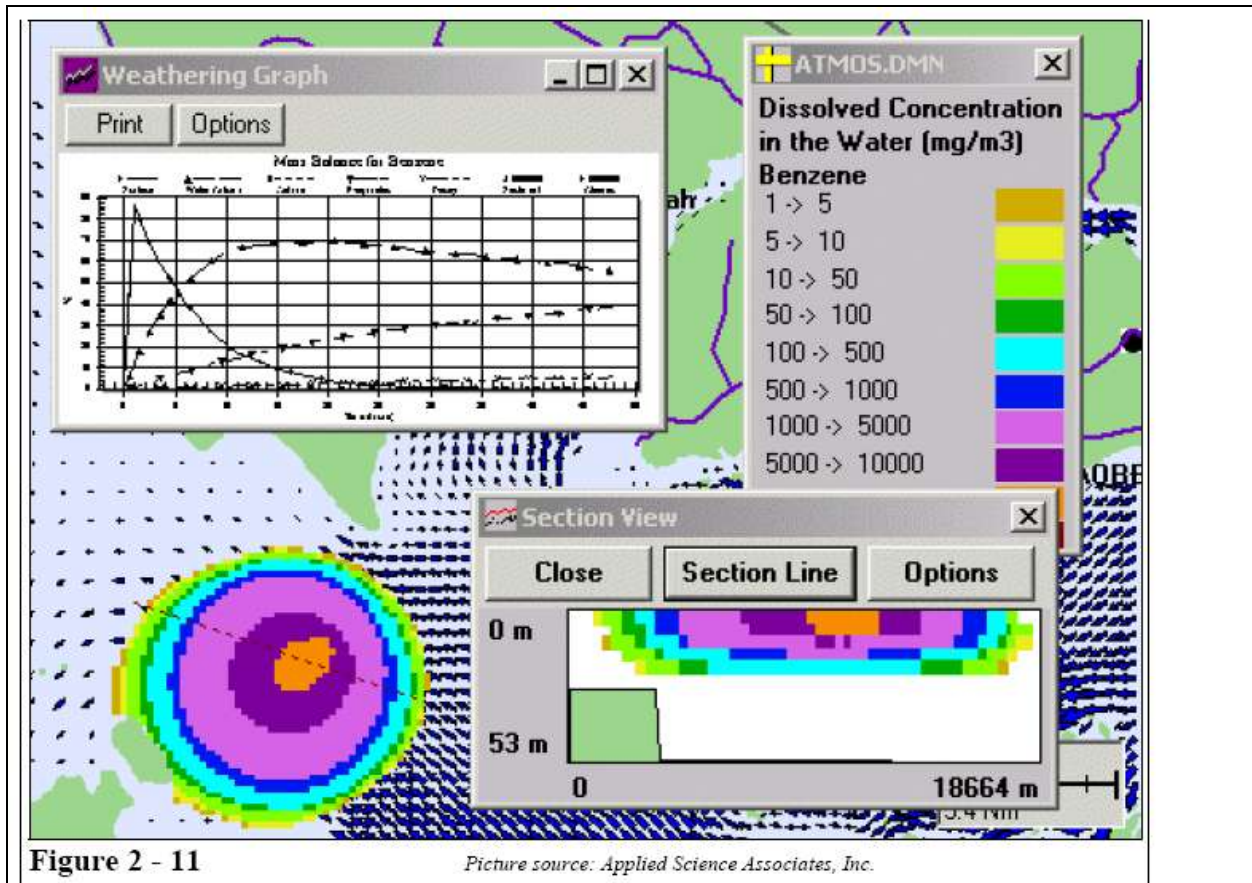 Weathering Graph
Print Options
Mass Balance for Benzene
ATMOS.DMN
Dissolved Concentration
in the Water (mg/m3)
Benzene
1 -> 5
5 -> 10
10 -> 50
50 -> 100
100 -> 500
500 -> 1000
1000 -> 5000
5000 -> 10000
ah
Section View
Close Section Line Options
0 m
53 m
0 18664 m
Figure 2 - 11
Picture source: Applied Science Associates, Inc.